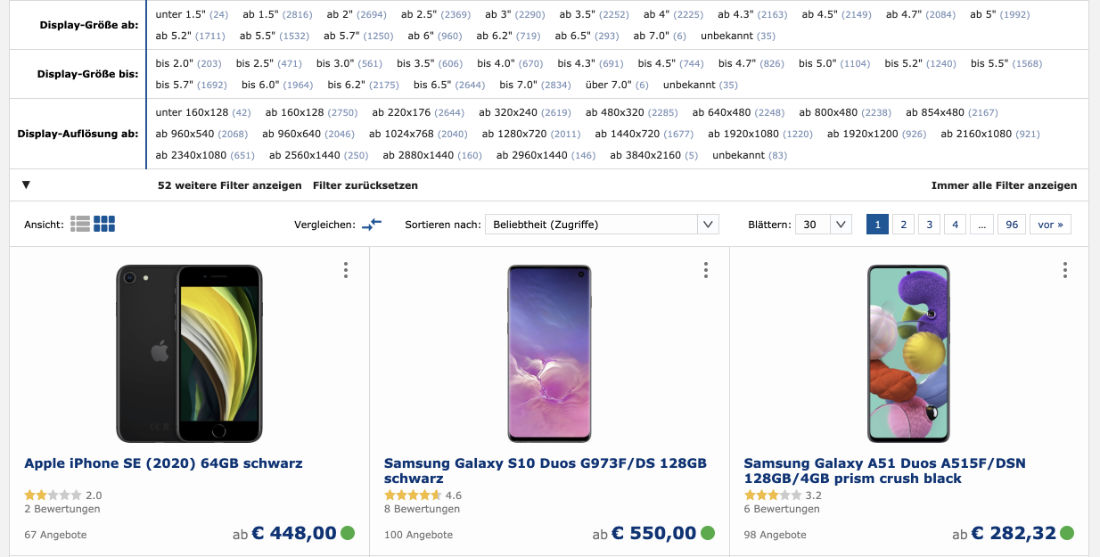 Display-Größe ab:
unter 1.5" (24) ab 1.5" (2816) ab 2" (2694) ab 2.5" (2369) ab 3" (2290) ab 3.5" (2252) ab 4" (2225) ab 4.3" (2163) ab 4.5" (2149) ab 4.7" (2084) ab 5" (1992)
ab 5.2" (1711) ab 5.5" (1532) ab 5.7" (1250) ab 6" (960) ab 6.2" (719) ab 6.5" (293) ab 7.0" (6) unbekannt (35)
Display-Größe bis:
bis 2.0" (203) bis 2.5" (471) bis 3.0" (561) bis 3.5" (606) bis 4.0" (670) bis 4.3" (691) bis 4.5" (744) bis 4.7" (826) bis 5.0" (1104) bis 5.2" (1240) bis 5.5" (1568)
bis 5.7" (1692) bis 6.0" (1964) bis 6.2" (2175) bis 6.5" (2644) bis 7.0" (2834) über 7.0" (6) unbekannt (35)
Display-Auflösung ab:
unter 160x128 (42) ab 160x128 (2750) ab 220x176 (2644) ab 320x240 (2619) ab 480x320 (2285) ab 640x480 (2248) ab 800x480 (2238) ab 854x480 (2167)
ab 960x540 (2068) ab 960x640 (2046) ab 1024x768 (2040) ab 1280x720 (2011) ab 1440x720 (1677) ab 1920x1080 (1220) ab 1920x1200 (926) ab 2160x1080 (921)
ab 2340x1080 (651) ab 2560x1440 (250) ab 2880x1440 (160) ab 2960x1440 (146) ab 3840x2160 (5) unbekannt (83)
▼ 52 weitere Filter anzeigen Filter zurücksetzen Immer alle Filter anzeigen
Ansicht: Vergleichen: Sortieren nach: Beliebtheit (Zugriffe) Blättern: 30 1 2 3 4 ... 96 vor »
Apple iPhone SE (2020) 64GB schwarz
2.0
2 Bewertungen
67 Angebote ab € 448,00
Samsung Galaxy S10 Duos G973F/DS 128GB
schwarz
4.6
8 Bewertungen
100 Angebote ab € 550,00
Samsung Galaxy A51 Duos A515F/DSN
128GB/4GB prism crush black
3.2
6 Bewertungen
98 Angebote ab € 282,32